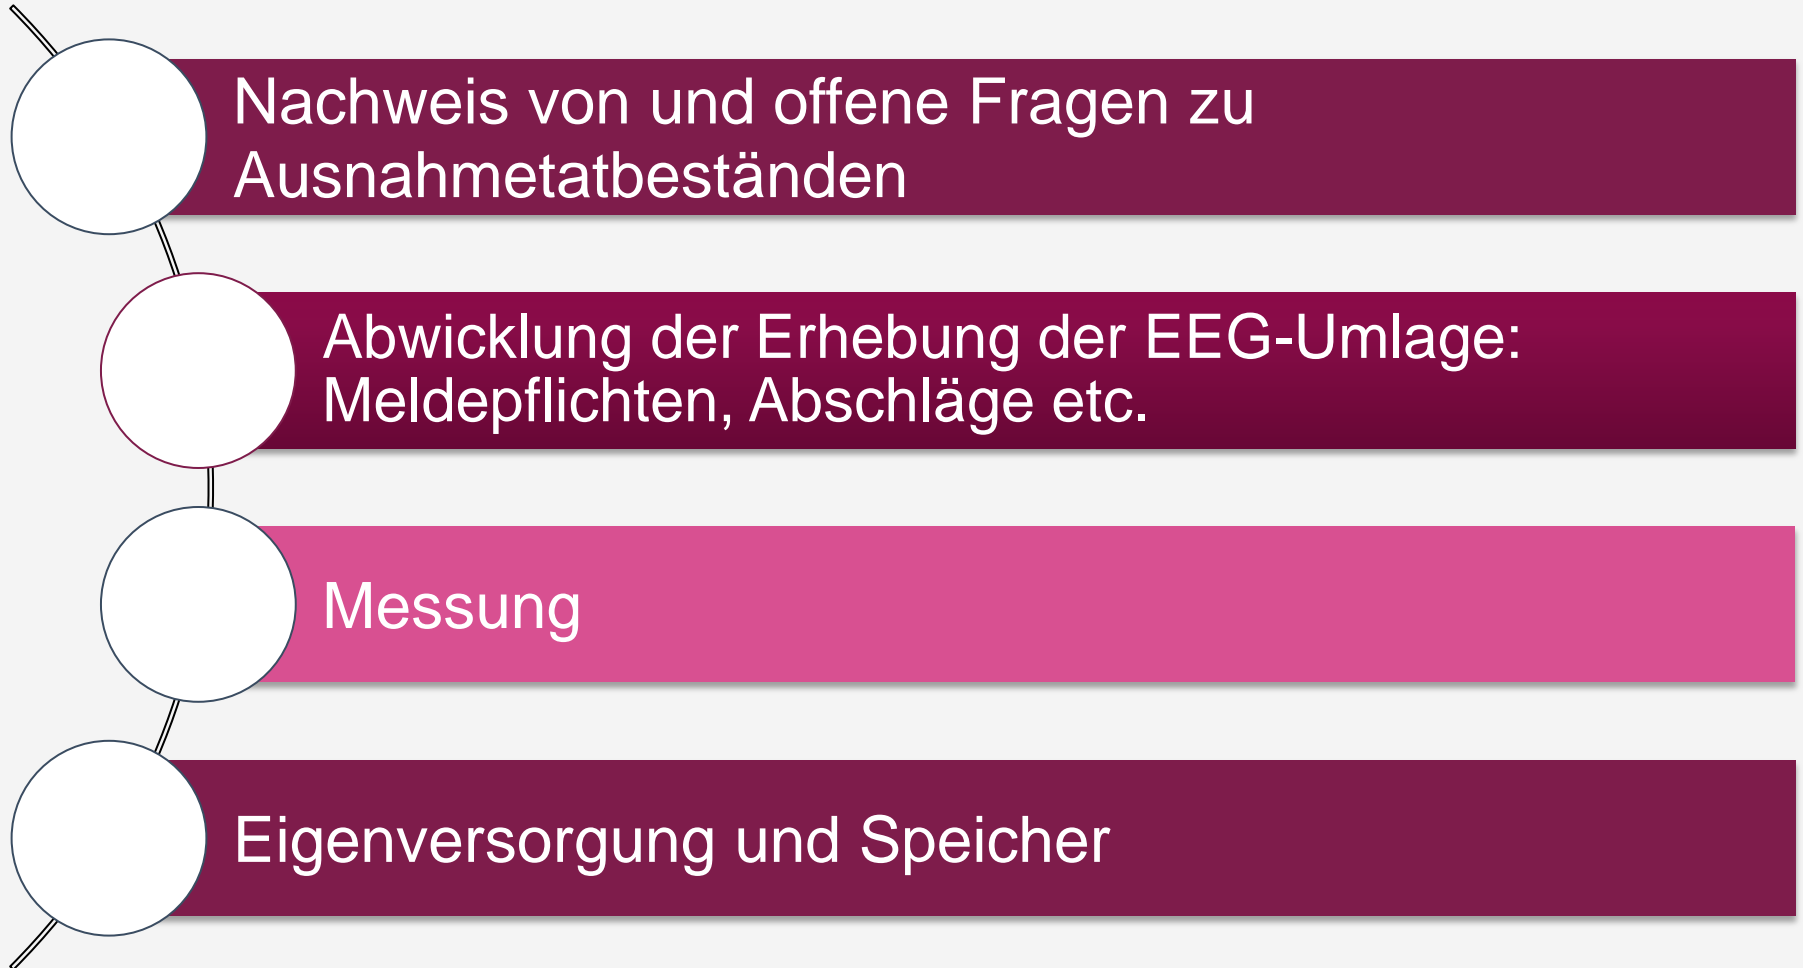 Nachweis von und offene Fragen zu
Ausnahmetatbeständen
Abwicklung der Erhebung der EEG-Umlage:
Meldepflichten, Abschläge etc.
Messung
Eigenversorgung und Speicher